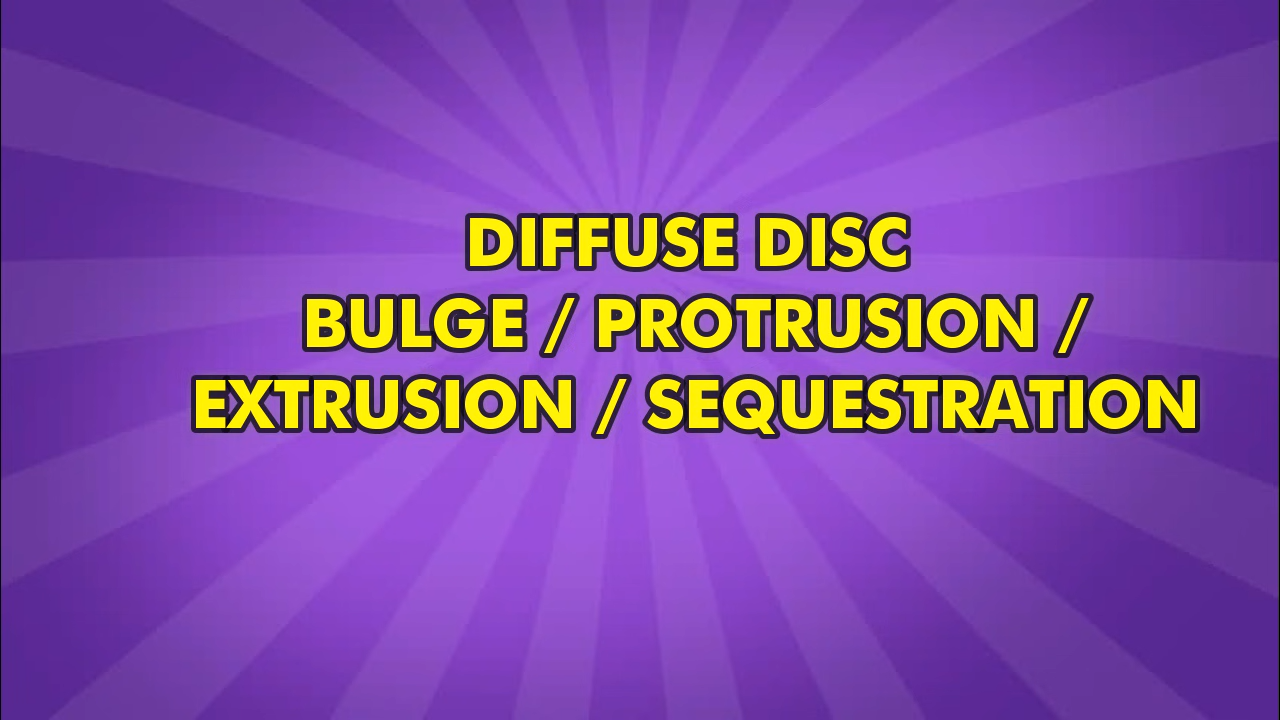 DIFFUSE DISC
BULGE / PROTRUSION /
EXTRUSION / SEQUESTRATION